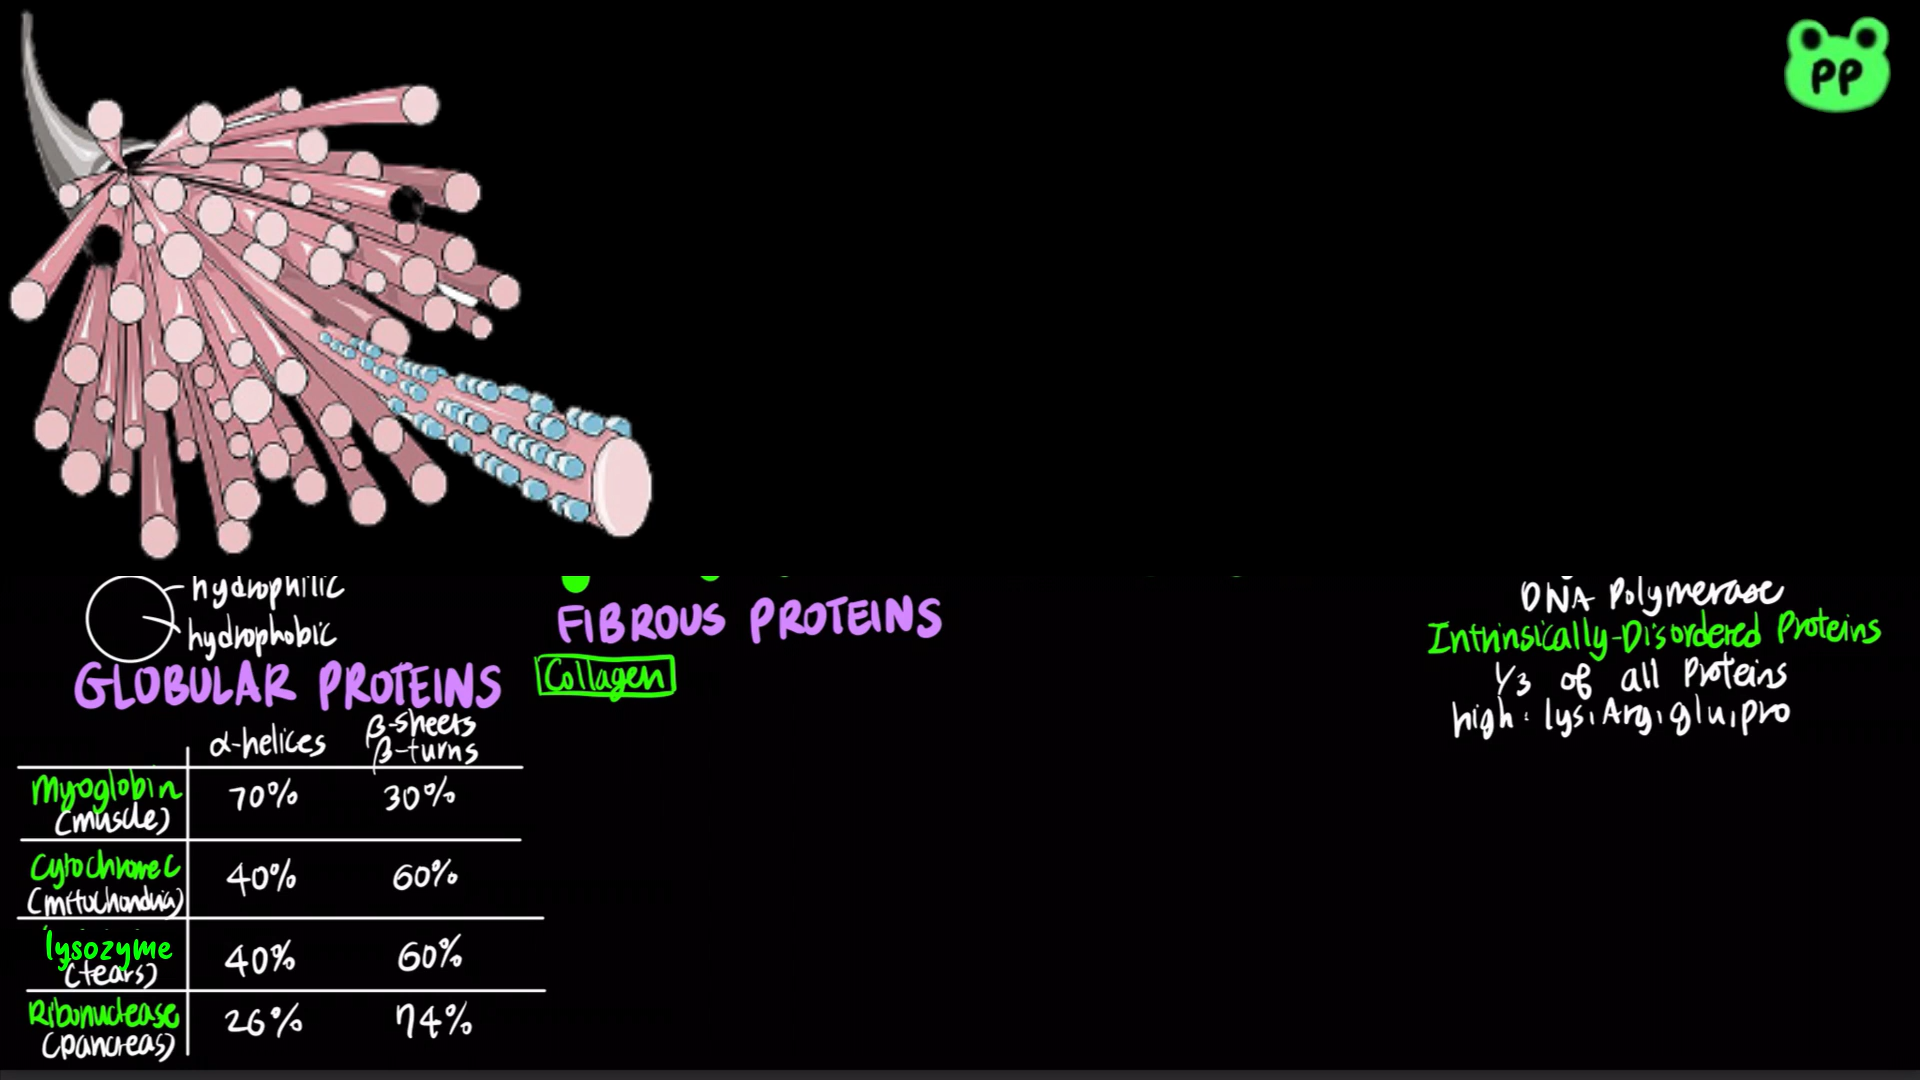 PP
hydrophilic
hydrophobic
GLOBULAR PROTEINS
α-helices
β-sheets
β-turns
Myoglobin
(muscle)
70%
30%
Cytochrome C
(mitochondria)
40%
60%
lysozyme
(tears)
40%
60%
Ribonuclease
(pancreas)
26%
74%
FIBROUS PROTEINS
Collagen
DNA Polymerase
Intrinsically-Disordered Proteins
1/3 of all Proteins
high: lys, Arg, glu, pro